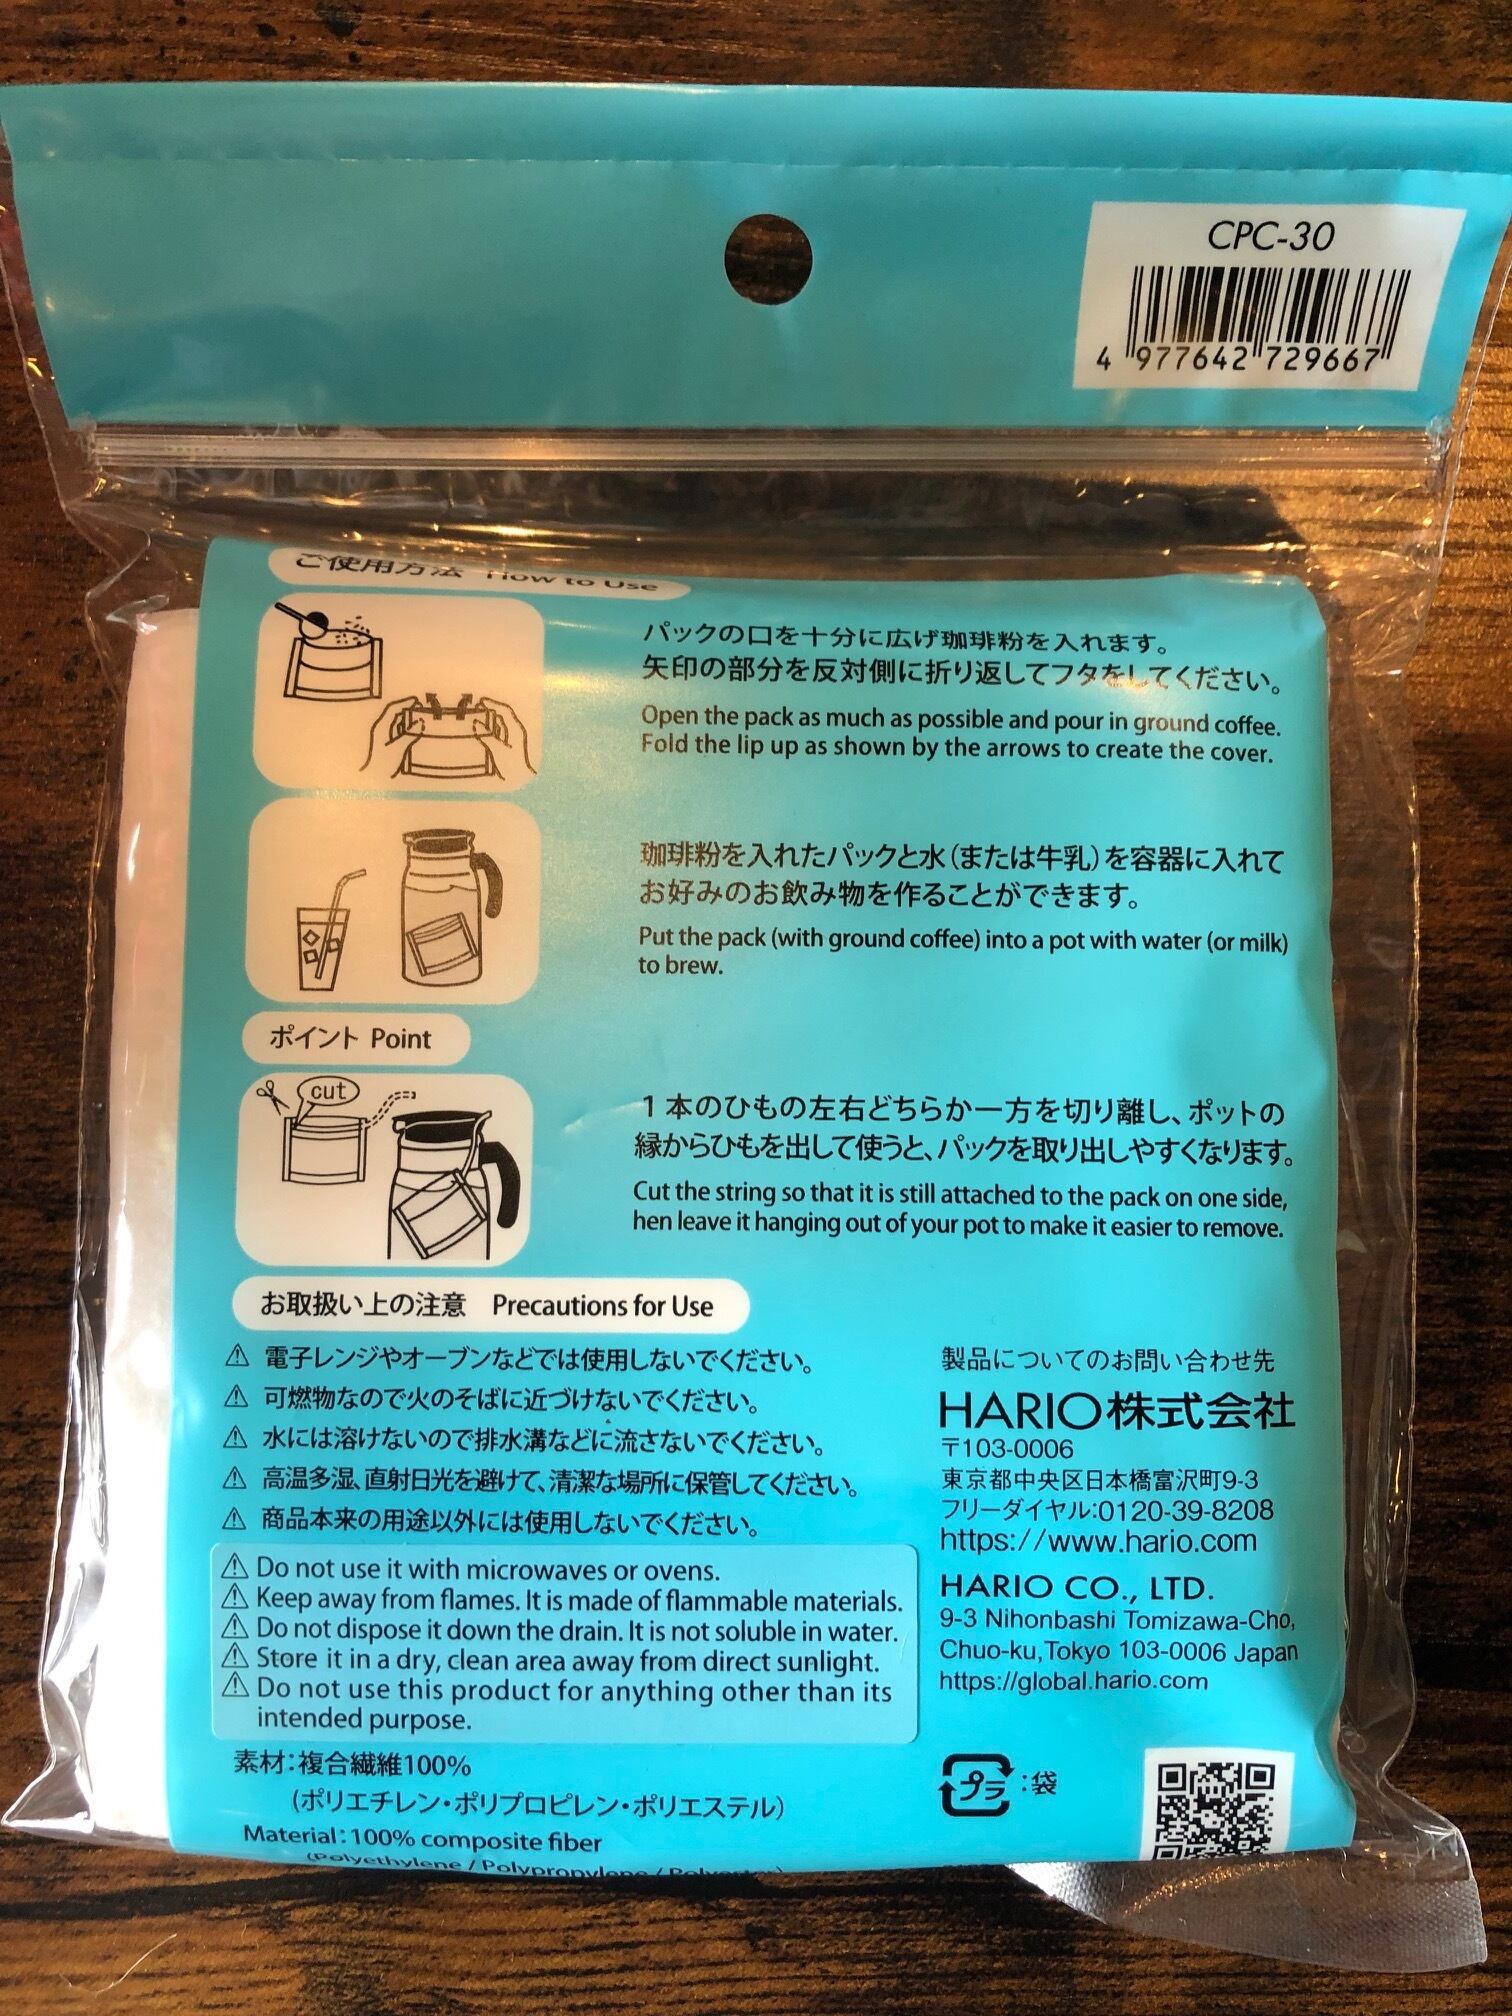 CPC-30
4 977642 729667
ご使用方法 How to Use
パックの口を十分に広げ珈琲粉を入れます。
矢印の部分を反対側に折り返してフタをしてください。
Open the pack as much as possible and pour in ground coffee.
Fold the lip up as shown by the arrows to create the cover.
珈琲粉を入れたパックと水(または牛乳)を容器に入れて
お好みのお飲み物を作ることができます。
Put the pack (with ground coffee) into a pot with water (or milk)
to brew.
ポイント Point
cut
1本のひもの左右どちらか一方を切り離し、ポットの
縁からひもを出して使うと、パックを取り出しやすくなります。
Cut the string so that it is still attached to the pack on one side,
hen leave it hanging out of your pot to make it easier to remove.
お取扱い上の注意 Precautions for Use
⚠ 電子レンジやオーブンなどでは使用しないでください。
⚠ 可燃物なので火のそばに近づけないでください。
⚠ 水には溶けないので排水溝などに流さないでください。
⚠ 高温多湿、直射日光を避けて、清潔な場所に保管してください。
⚠ 商品本来の用途以外には使用しないでください。
⚠ Do not use it with microwaves or ovens.
⚠ Keep away from flames. It is made of flammable materials.
⚠ Do not dispose it down the drain. It is not soluble in water.
⚠ Store it in a dry, clean area away from direct sunlight.
⚠ Do not use this product for anything other than its
intended purpose.
素材:複合繊維100%
(ポリエチレン・ポリプロピレン・ポリエステル)
Material:100% composite fiber
(Polyethylene / Polypropylene / Polyester)
製品についてのお問い合わせ先
HARIO株式会社
〒103-0006
東京都中央区日本橋富沢町9-3
フリーダイヤル:0120-39-8208
https://www.hario.com
HARIO CO., LTD.
9-3 Nihonbashi Tomizawa-Cho,
Chuo-ku, Tokyo 103-0006 Japan
https://global.hario.com
プラ:袋